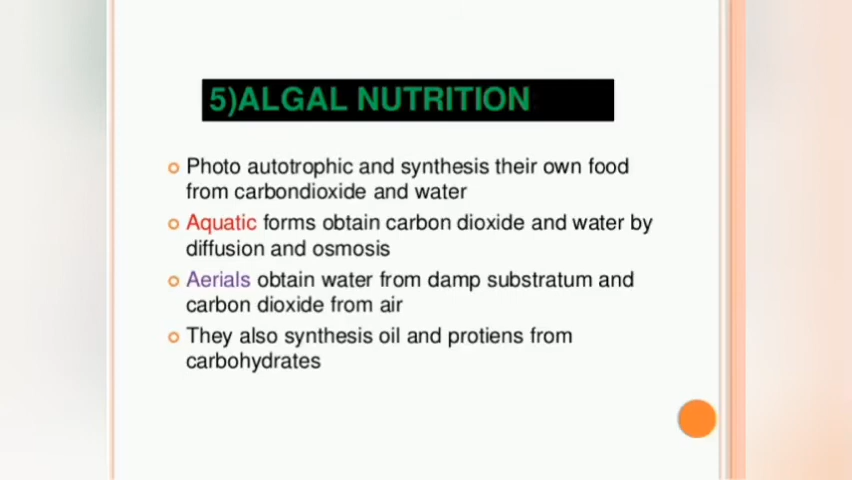 5)ALGAL NUTRITION
Photo autotrophic and synthesis their own food
from carbondioxide and water
Aquatic forms obtain carbon dioxide and water by
diffusion and osmosis
Aerials obtain water from damp substratum and
carbon dioxide from air
They also synthesis oil and protiens from
carbohydrates